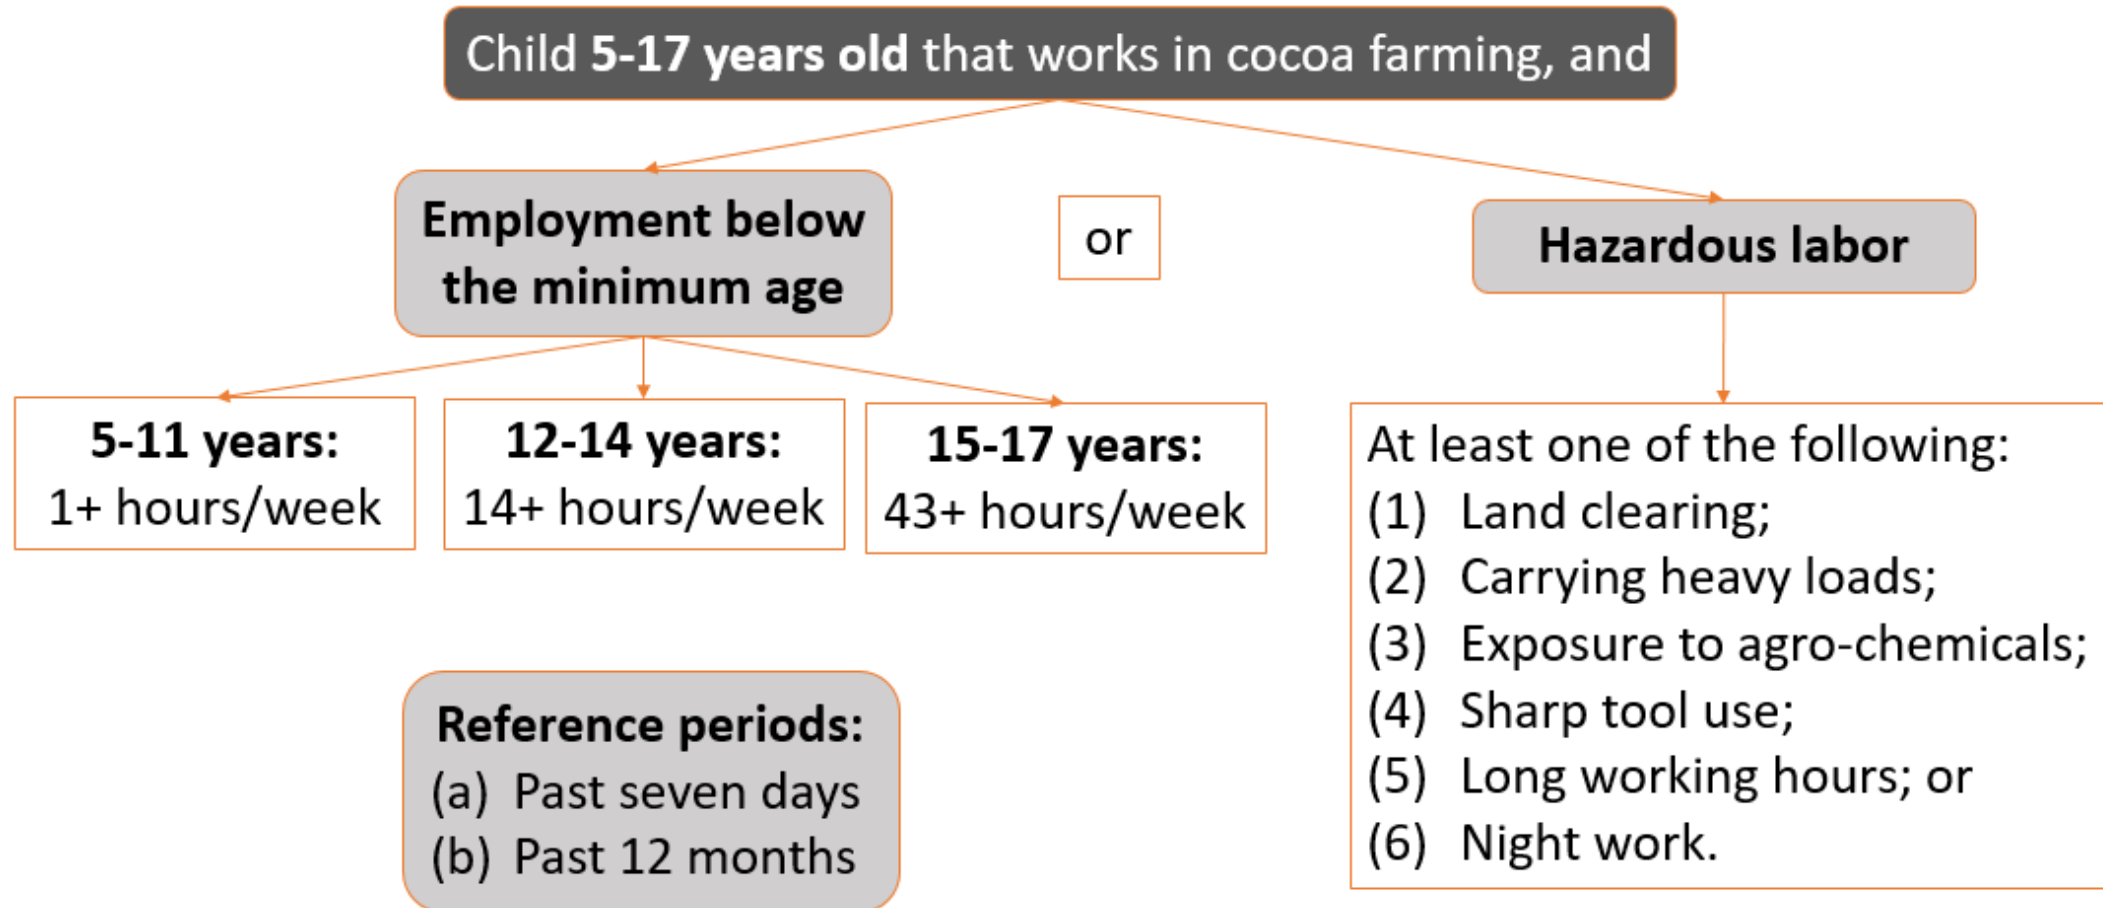 Child 5-17 years old that works in cocoa farming, and
Employment below
the minimum age
or
Hazardous labor
5-11 years:
1+ hours/week
12-14 years:
14+ hours/week
15-17 years:
43+ hours/week
At least one of the following:
(1) Land clearing;
(2) Carrying heavy loads;
(3) Exposure to agro-chemicals;
(4) Sharp tool use;
(5) Long working hours; or
(6) Night work.
Reference periods:
(a) Past seven days
(b) Past 12 months